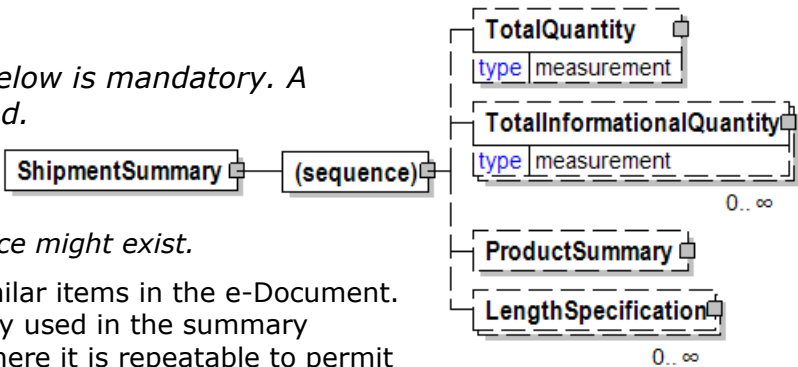 TotalQuantity
type measurement
elow is mandatory. A
d.
TotalInformationalQuantity
type measurement
0.. ∞
ShipmentSummary
(sequence)
ce might exist.
ProductSummary
nilar items in the e-Document.
y used in the summary
here it is repeatable to permit
LengthSpecification
0.. ∞